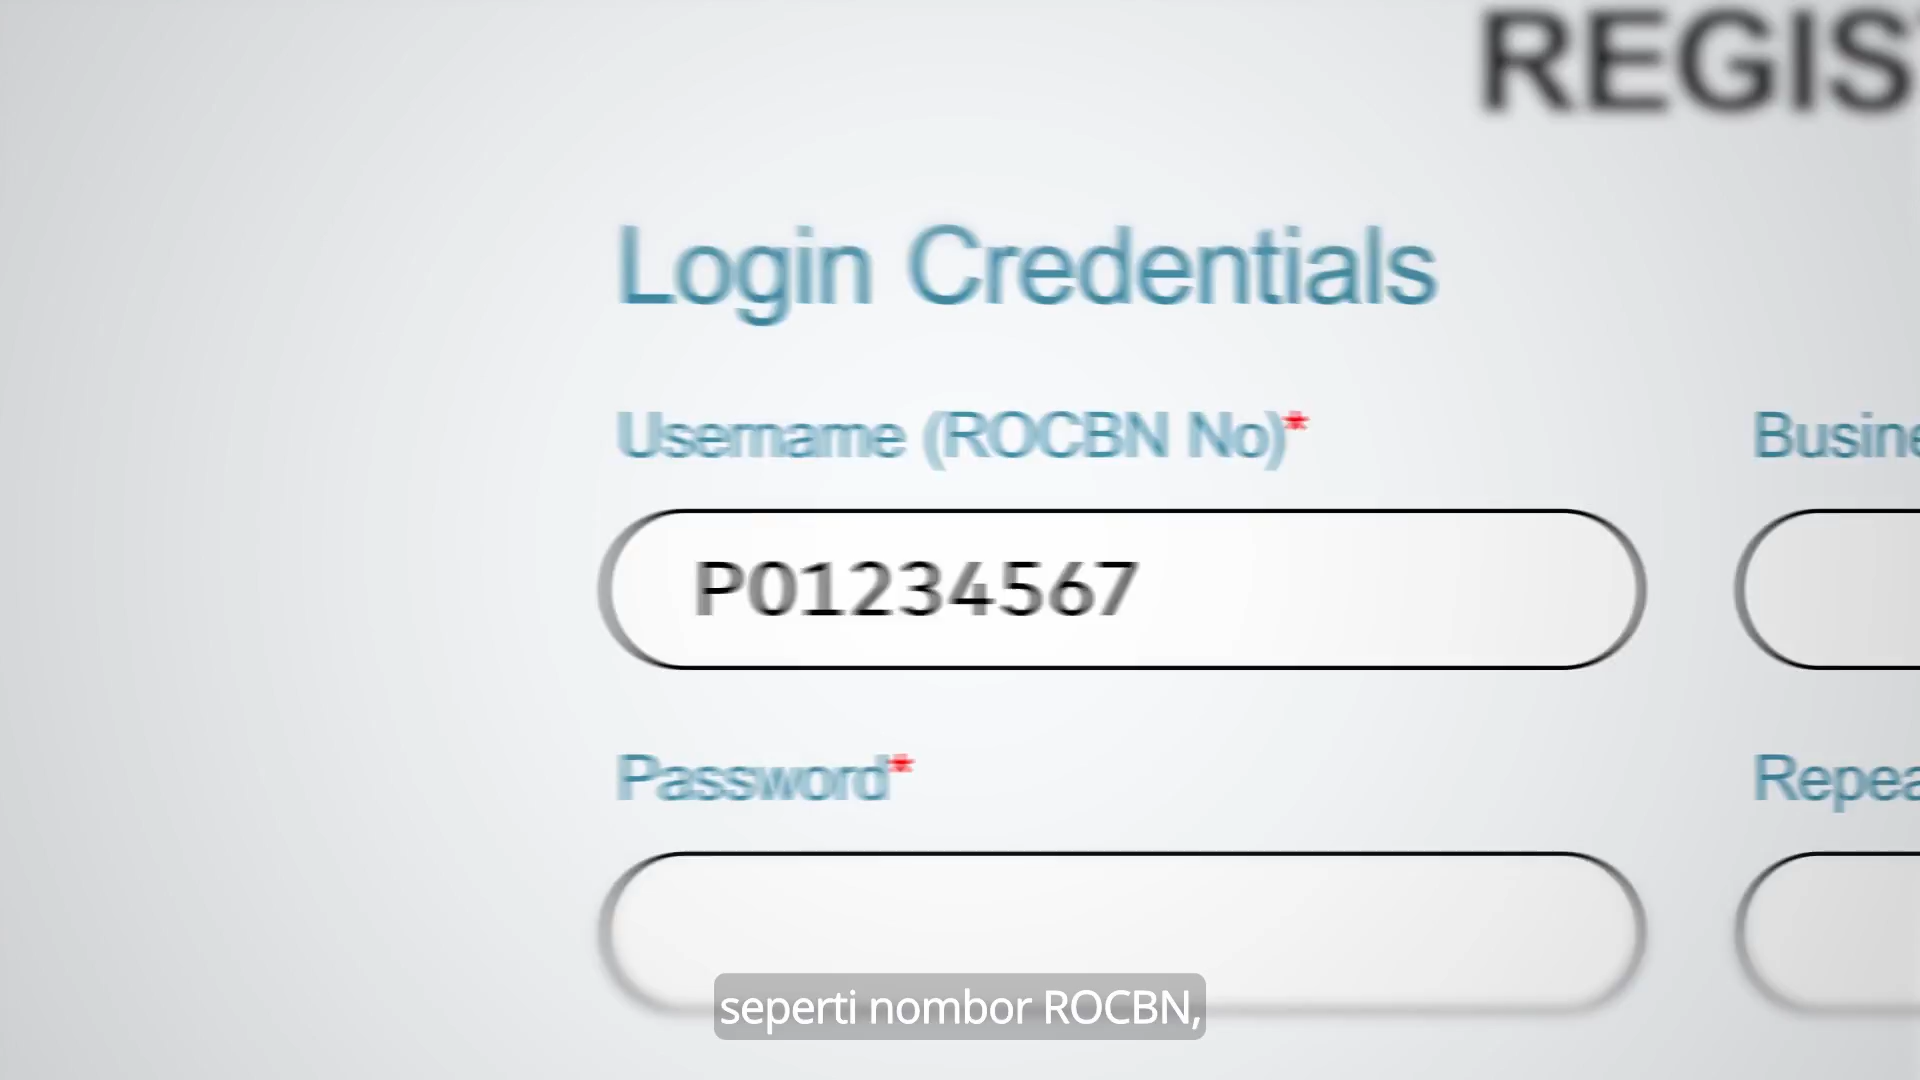 REGIS
Login Credentials
Username (ROCBN No)*
Busine
P01234567
Password*
Repea
seperti nombor ROCBN,